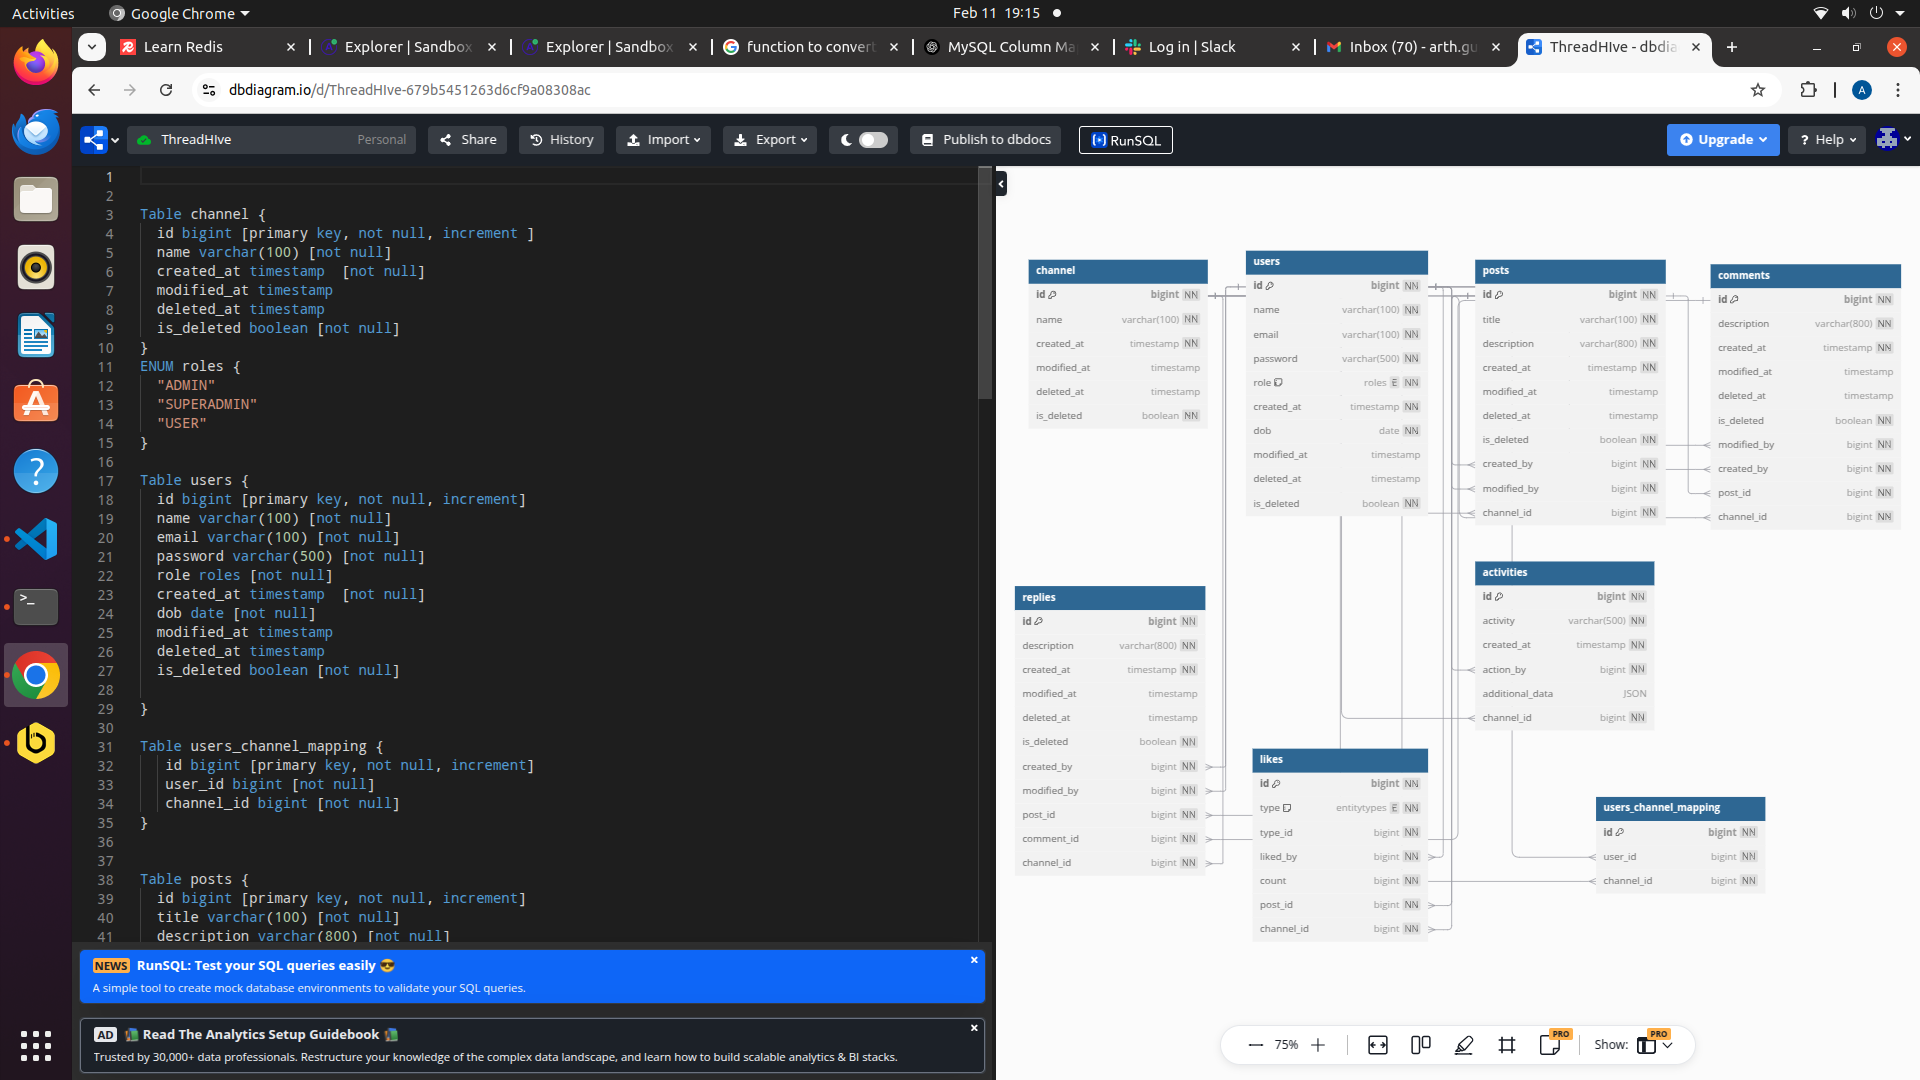 Activities
Google Chrome
Feb 11 19:15
Learn Redis
Explorer | Sandbox
Explorer | Sandbox
function to convert
MySQL Column Ma
Log in | Slack
Inbox (70) - arth.gu
ThreadHIve - dbdia
dbdiagram.io/d/ThreadHIve-679b5451263d6cf9a08308ac
A
ThreadHIve
Personal
Share
History
Import
Export
Publish to dbdocs
RunSQL
Upgrade
? Help
1
2
3 Table channel {
4 id bigint [primary key, not null, increment ]
5 name varchar(100) [not null]
6 created_at timestamp  [not null]
7 modified_at timestamp
8 deleted_at timestamp
9 is_deleted boolean [not null]
10 }
11 ENUM roles {
12 "ADMIN"
13 "SUPERADMIN"
14 "USER"
15 }
16
17 Table users {
18 id bigint [primary key, not null, increment]
19 name varchar(100) [not null]
20 email varchar(100) [not null]
21 password varchar(500) [not null]
22 role roles [not null]
23 created_at timestamp  [not null]
24 dob date [not null]
25 modified_at timestamp
26 deleted_at timestamp
27 is_deleted boolean [not null]
28
29 }
30
31 Table users_channel_mapping {
32 id bigint [primary key, not null, increment]
33 user_id bigint [not null]
34 channel_id bigint [not null]
35 }
36
37
38 Table posts {
39 id bigint [primary key, not null, increment]
40 title varchar(100) [not null]
41 description varchar(800) [not null]
NEWS RunSQL: Test your SQL queries easily 😎
A simple tool to create mock database environments to validate your SQL queries.
AD 📚 Read The Analytics Setup Guidebook 📚
Trusted by 30,000+ data professionals. Restructure your knowledge of the complex data landscape, and learn how to build scalable analytics & BI stacks.
channel
id bigint NN
name varchar(100) NN
created_at timestamp NN
modified_at timestamp
deleted_at timestamp
is_deleted boolean NN
users
id bigint NN
name varchar(100) NN
email varchar(100) NN
password varchar(500) NN
role roles E NN
created_at timestamp NN
dob date NN
modified_at timestamp
deleted_at timestamp
is_deleted boolean NN
posts
id bigint NN
title varchar(100) NN
description varchar(800) NN
created_at timestamp NN
modified_at timestamp
deleted_at timestamp
is_deleted boolean NN
created_by bigint NN
modified_by bigint NN
channel_id bigint NN
comments
id bigint NN
description varchar(800) NN
created_at timestamp NN
modified_at timestamp
deleted_at timestamp
is_deleted boolean NN
modified_by bigint NN
created_by bigint NN
post_id bigint NN
channel_id bigint NN
replies
id bigint NN
description varchar(800) NN
created_at timestamp NN
modified_at timestamp
deleted_at timestamp
is_deleted boolean NN
created_by bigint NN
modified_by bigint NN
post_id bigint NN
comment_id bigint NN
channel_id bigint NN
activities
id bigint NN
activity varchar(500) NN
created_at timestamp NN
action_by bigint NN
additional_data JSON
channel_id bigint NN
likes
id bigint NN
type entitytypes E NN
type_id bigint NN
liked_by bigint NN
count bigint NN
post_id bigint NN
channel_id bigint NN
users_channel_mapping
id bigint NN
user_id bigint NN
channel_id bigint NN
75%
PRO
Show:
PRO